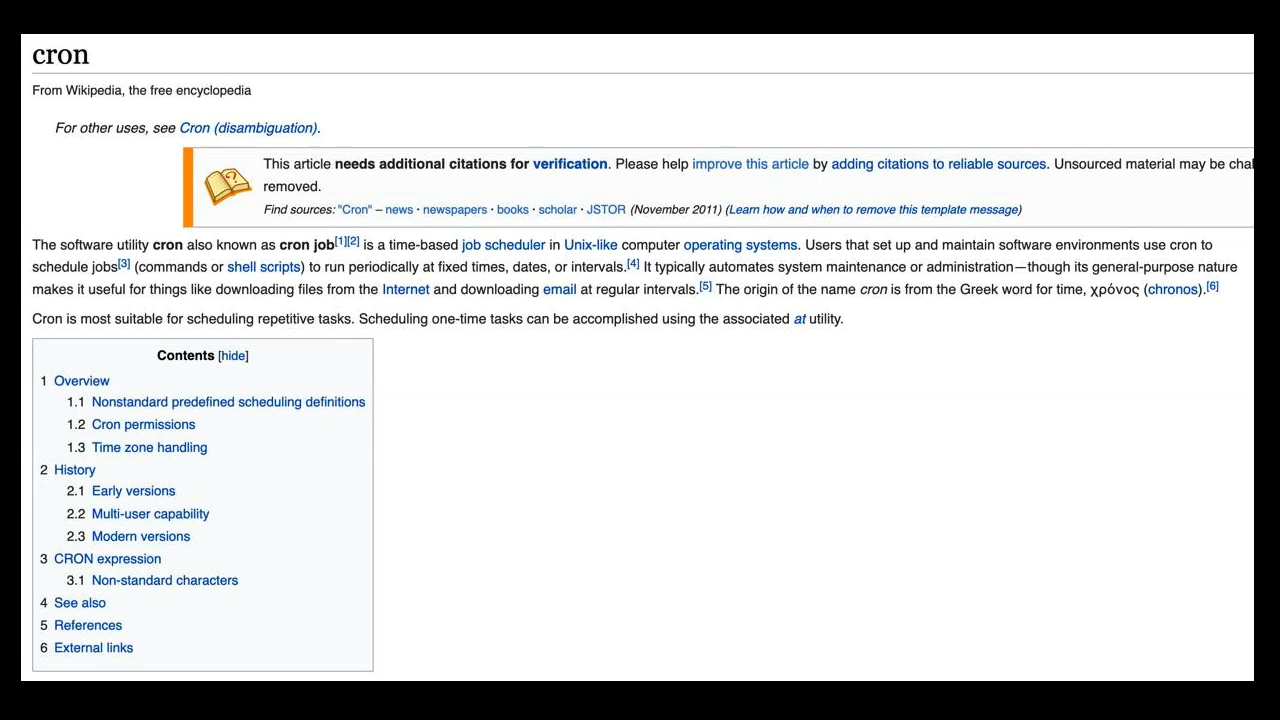 cron
From Wikipedia, the free encyclopedia
For other uses, see Cron (disambiguation).
This article needs additional citations for verification. Please help improve this article by adding citations to reliable sources. Unsourced material may be chal
removed.
Find sources: "Cron" – news · newspapers · books · scholar · JSTOR (November 2011) (Learn how and when to remove this template message)
The software utility cron also known as cron job[1][2] is a time-based job scheduler in Unix-like computer operating systems. Users that set up and maintain software environments use cron to
schedule jobs[3] (commands or shell scripts) to run periodically at fixed times, dates, or intervals.[4] It typically automates system maintenance or administration—though its general-purpose nature
makes it useful for things like downloading files from the Internet and downloading email at regular intervals.[5] The origin of the name cron is from the Greek word for time, χρόνος (chronos).[6]
Cron is most suitable for scheduling repetitive tasks. Scheduling one-time tasks can be accomplished using the associated at utility.
Contents [hide]
1 Overview
1.1 Nonstandard predefined scheduling definitions
1.2 Cron permissions
1.3 Time zone handling
2 History
2.1 Early versions
2.2 Multi-user capability
2.3 Modern versions
3 CRON expression
3.1 Non-standard characters
4 See also
5 References
6 External links